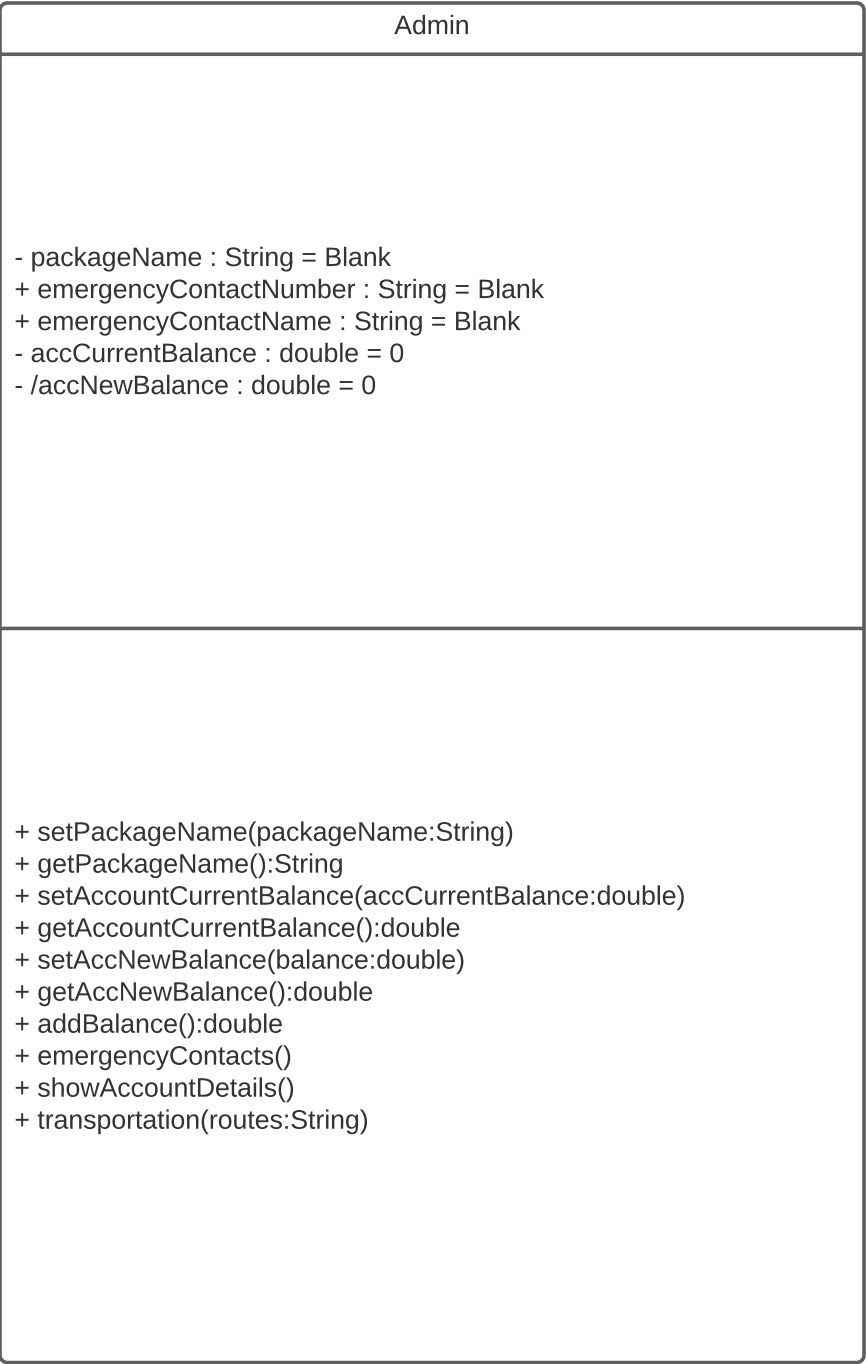 Admin
- packageName : String = Blank
+ emergencyContactNumber : String = Blank
+ emergencyContactName : String = Blank
- accCurrentBalance : double = 0
- /accNewBalance : double = 0
+ setPackageName(packageName:String)
+ getPackageName():String
+ setAccountCurrentBalance(accCurrentBalance:double)
+ getAccountCurrentBalance():double
+ setAccNewBalance(balance:double)
+ getAccNewBalance():double
+ addBalance():double
+ emergencyContacts()
+ showAccountDetails()
+ transportation(routes:String)